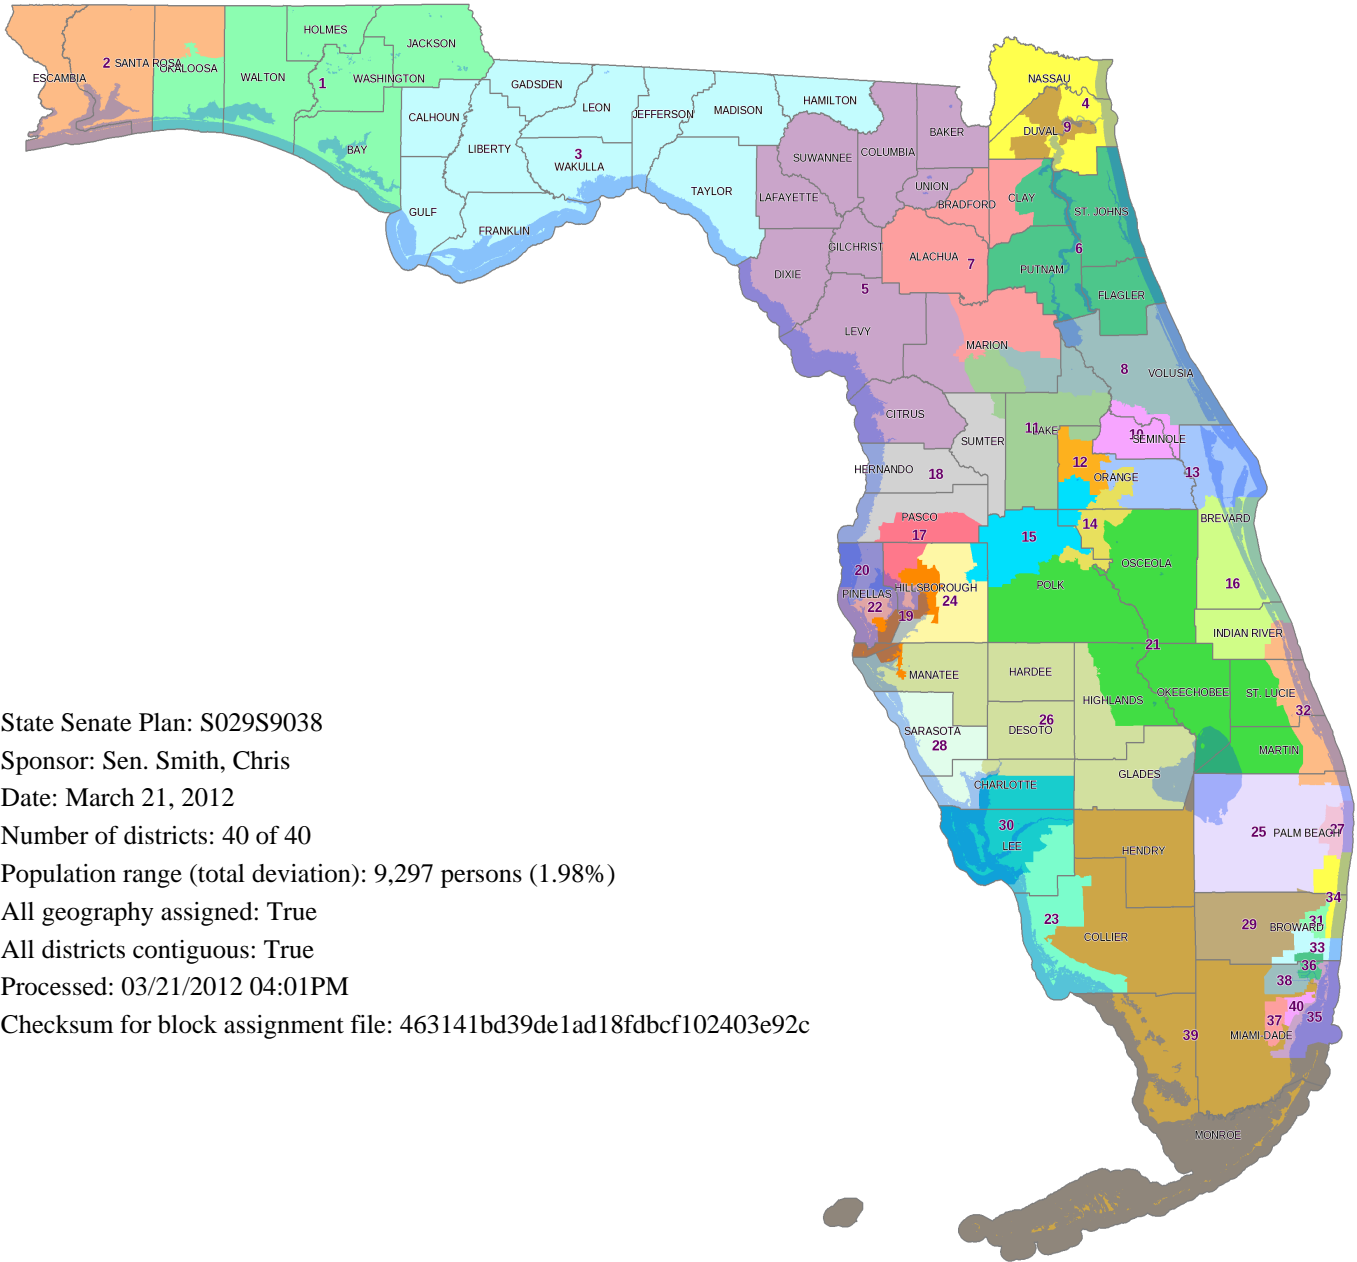 HOLMES
JACKSON
2
SANTA ROSA
OKALOOSA
ESCAMBIA
WALTON
1
WASHINGTON
GADSDEN
LEON
CALHOUN
JEFFERSON
MADISON
HAMILTON
BAY
LIBERTY
3
WAKULLA
TAYLOR
GULF
FRANKLIN
NASSAU
4
DUVAL
9
BAKER
COLUMBIA
SUWANNEE
UNION
LAFAYETTE
BRADFORD
CLAY
ST. JOHNS
GILCHRIST
ALACHUA
7
6
PUTNAM
DIXIE
5
FLAGLER
LEVY
MARION
8
VOLUSIA
CITRUS
11
LAKE
10
SEMINOLE
SUMTER
12
HERNANDO
18
ORANGE
13
PASCO
17
15
14
BREVARD
20
OSCEOLA
PINELLAS
HILLSBOROUGH
POLK
16
22
24
19
INDIAN RIVER
21
MANATEE
HARDEE
HIGHLANDS
OKEECHOBEE
ST. LUCIE
32
26
DESOTO
SARASOTA
28
MARTIN
GLADES
CHARLOTTE
30
LEE
25
PALM BEACH
27
HENDRY
34
23
29
BROWARD
31
COLLIER
33
36
38
40
37
35
39
MIAMI-DADE
MONROE
State Senate Plan: S029S9038
Sponsor: Sen. Smith, Chris
Date: March 21, 2012
Number of districts: 40 of 40
Population range (total deviation): 9,297 persons (1.98%)
All geography assigned: True
All districts contiguous: True
Processed: 03/21/2012 04:01PM
Checksum for block assignment file: 463141bd39de1ad18fdbcf102403e92c